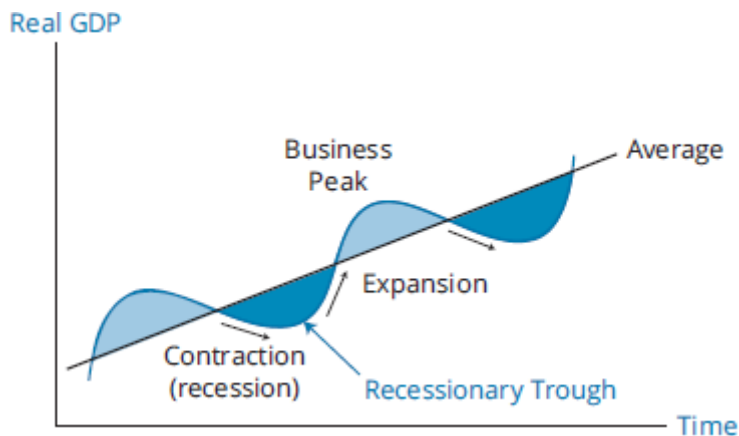 Real GDP
Business
Peak
Average
Expansion
Contraction
(recession)
Recessionary Trough
Time